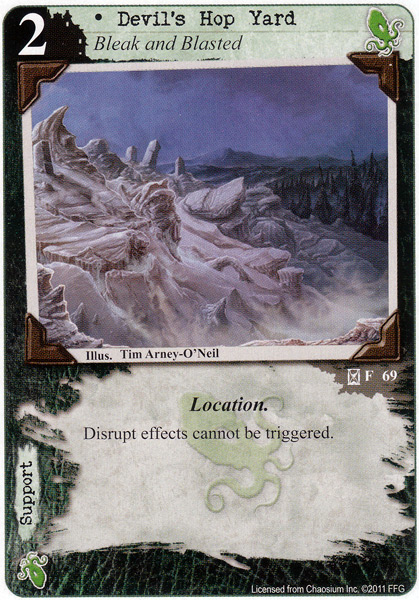 2
• Devil's Hop Yard
Bleak and Blasted
Illus. Tim Arney-O'Neil
F 69
Location.
Disrupt effects cannot be triggered.
Support
Licensed from Chaosium Inc. ©2011 FFG